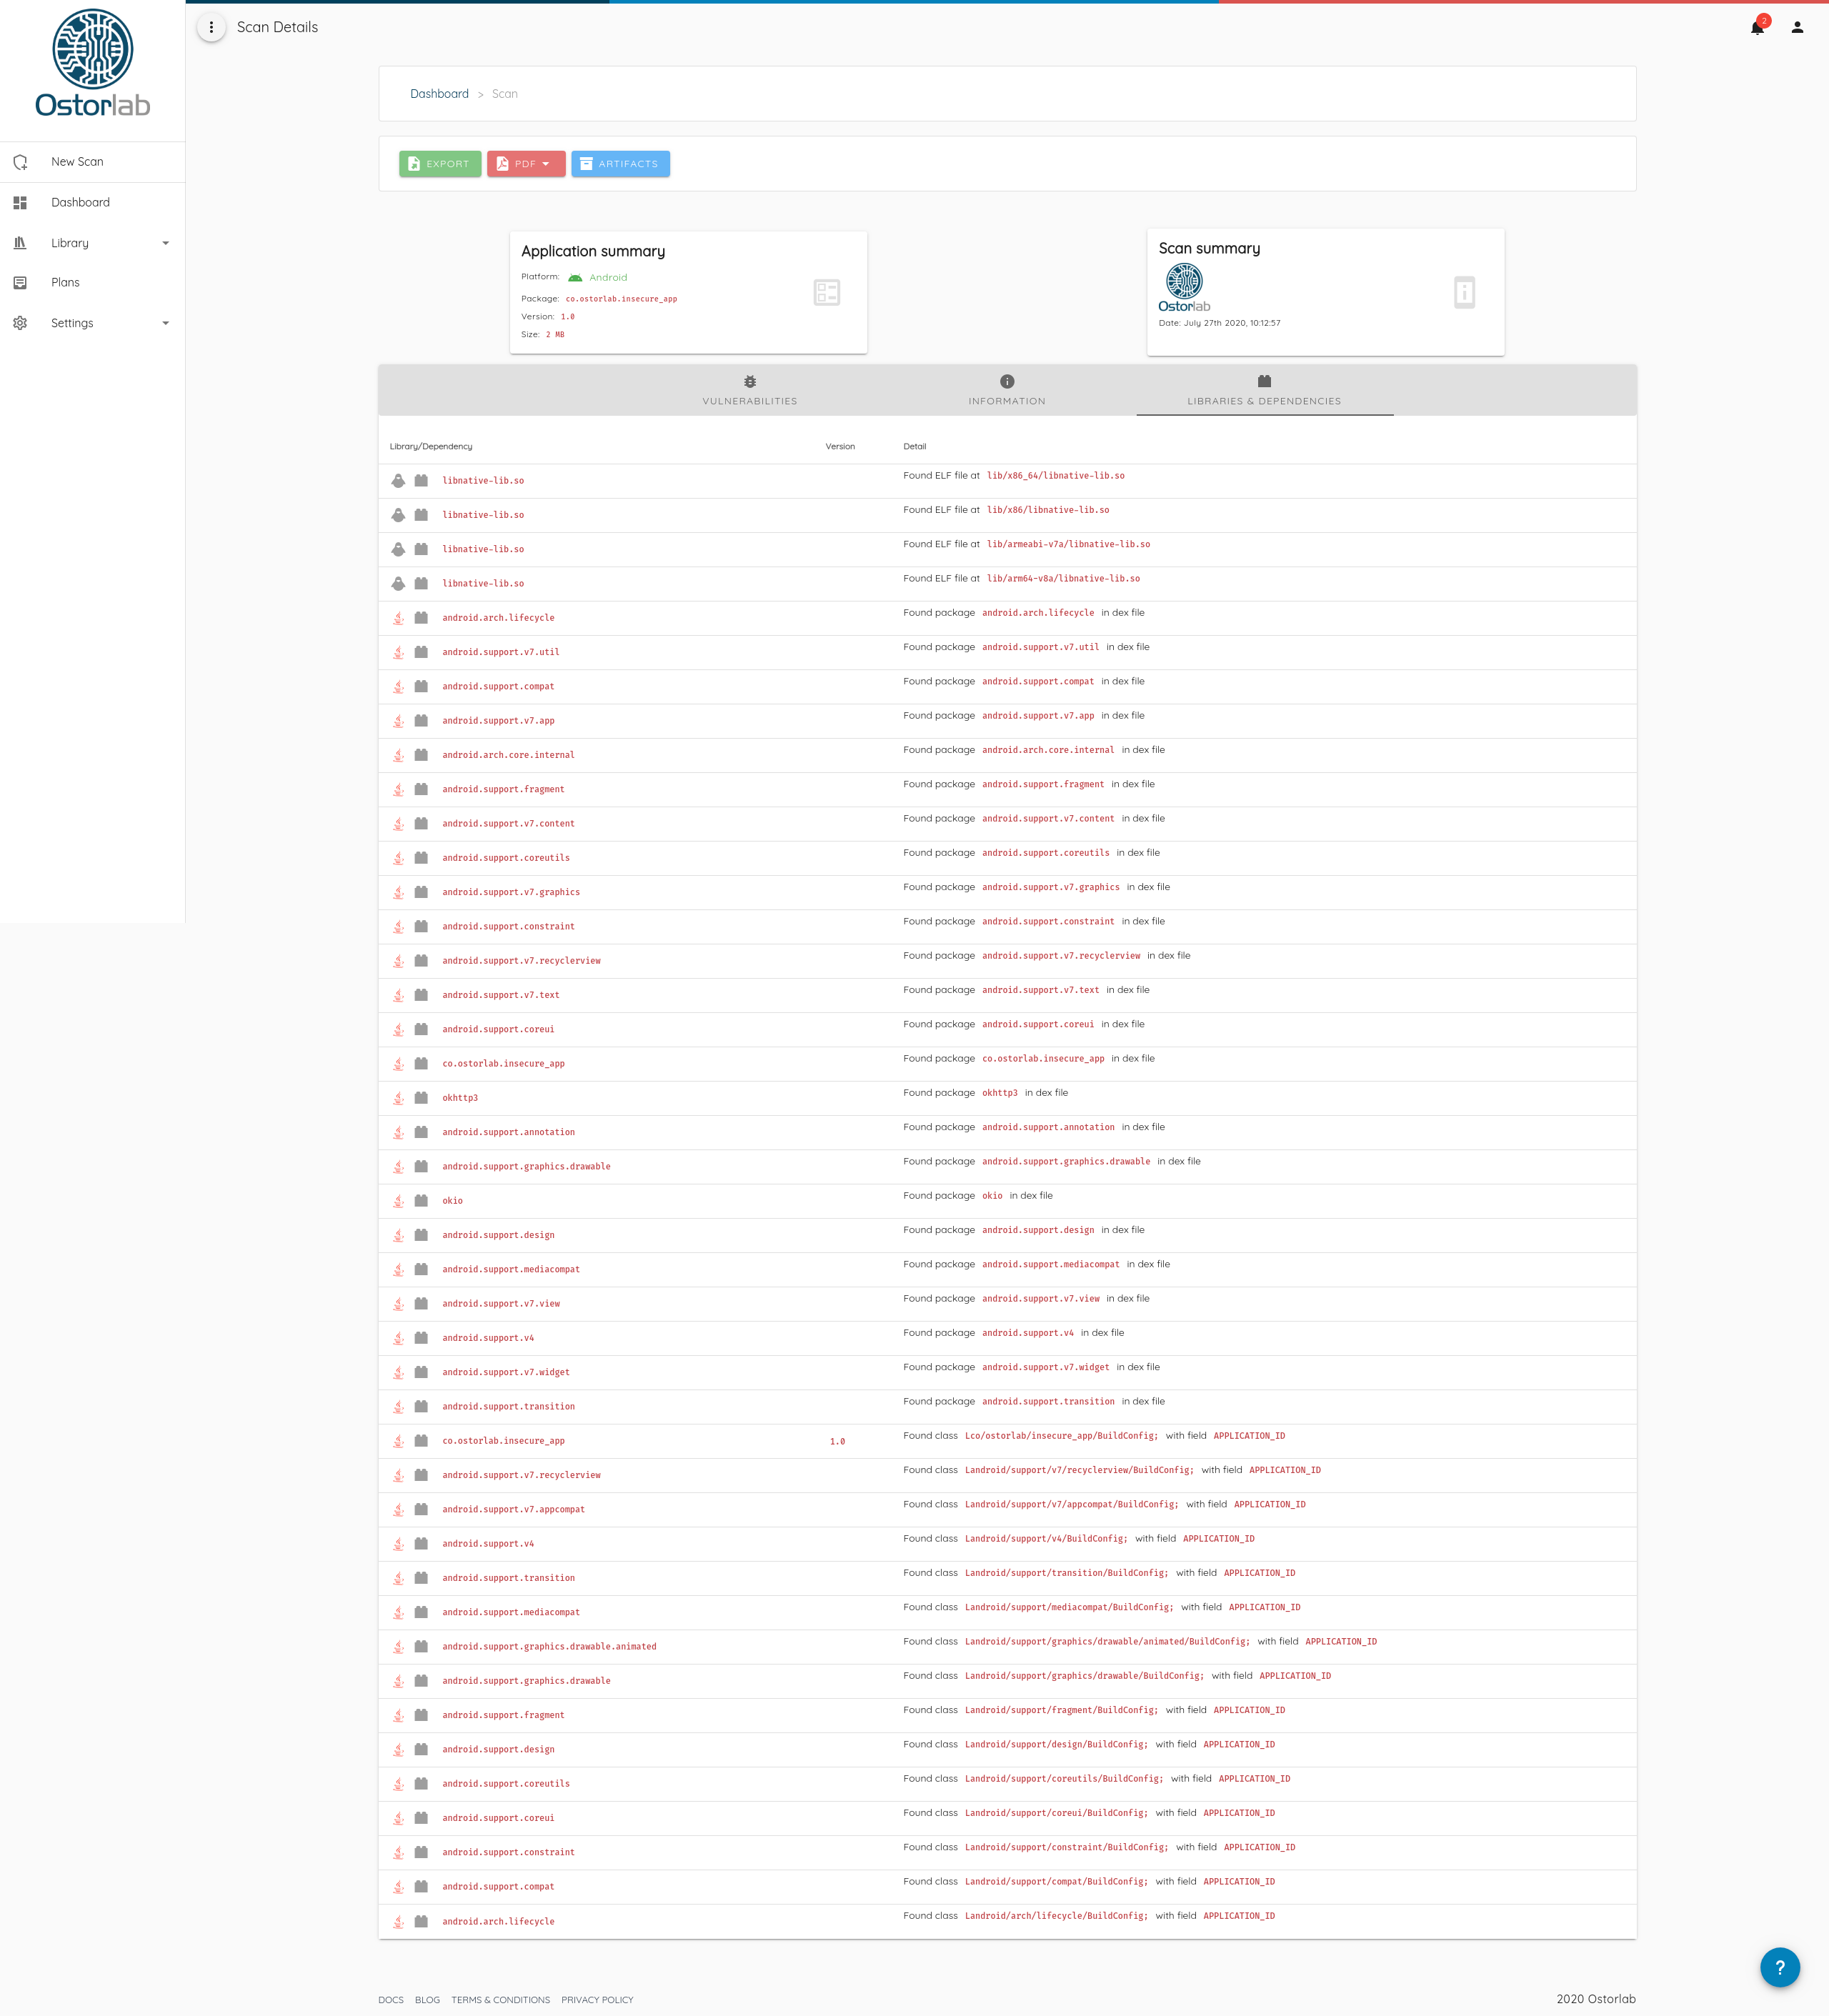 Ostorlab
New Scan
Dashboard
Library
Plans
Settings
Scan Details
2
Dashboard > Scan
EXPORT PDF ARTIFACTS
Application summary
Platform: Android
Package: co.ostorlab.insecure_app
Version: 1.0
Size: 2 MB
Scan summary
Ostorlab
Date: July 27th 2020, 10:12:57
VULNERABILITIES INFORMATION LIBRARIES & DEPENDENCIES
Library/Dependency Version Detail
libnative-lib.so Found ELF file at lib/x86_64/libnative-lib.so
libnative-lib.so Found ELF file at lib/x86/libnative-lib.so
libnative-lib.so Found ELF file at lib/armeabi-v7a/libnative-lib.so
libnative-lib.so Found ELF file at lib/arm64-v8a/libnative-lib.so
android.arch.lifecycle Found package android.arch.lifecycle in dex file
android.support.v7.util Found package android.support.v7.util in dex file
android.support.compat Found package android.support.compat in dex file
android.support.v7.app Found package android.support.v7.app in dex file
android.arch.core.internal Found package android.arch.core.internal in dex file
android.support.fragment Found package android.support.fragment in dex file
android.support.v7.content Found package android.support.v7.content in dex file
android.support.coreutils Found package android.support.coreutils in dex file
android.support.v7.graphics Found package android.support.v7.graphics in dex file
android.support.constraint Found package android.support.constraint in dex file
android.support.v7.recyclerview Found package android.support.v7.recyclerview in dex file
android.support.v7.text Found package android.support.v7.text in dex file
android.support.coreui Found package android.support.coreui in dex file
co.ostorlab.insecure_app Found package co.ostorlab.insecure_app in dex file
okhttp3 Found package okhttp3 in dex file
android.support.annotation Found package android.support.annotation in dex file
android.support.graphics.drawable Found package android.support.graphics.drawable in dex file
okio Found package okio in dex file
android.support.design Found package android.support.design in dex file
android.support.mediacompat Found package android.support.mediacompat in dex file
android.support.v7.view Found package android.support.v7.view in dex file
android.support.v4 Found package android.support.v4 in dex file
android.support.v7.widget Found package android.support.v7.widget in dex file
android.support.transition Found package android.support.transition in dex file
co.ostorlab.insecure_app 1.0 Found class Lco/ostorlab/insecure_app/BuildConfig; with field APPLICATION_ID
android.support.v7.recyclerview Found class Landroid/support/v7/recyclerview/BuildConfig; with field APPLICATION_ID
android.support.v7.appcompat Found class Landroid/support/v7/appcompat/BuildConfig; with field APPLICATION_ID
android.support.v4 Found class Landroid/support/v4/BuildConfig; with field APPLICATION_ID
android.support.transition Found class Landroid/support/transition/BuildConfig; with field APPLICATION_ID
android.support.mediacompat Found class Landroid/support/mediacompat/BuildConfig; with field APPLICATION_ID
android.support.graphics.drawable.animated Found class Landroid/support/graphics/drawable/animated/BuildConfig; with field APPLICATION_ID
android.support.graphics.drawable Found class Landroid/support/graphics/drawable/BuildConfig; with field APPLICATION_ID
android.support.fragment Found class Landroid/support/fragment/BuildConfig; with field APPLICATION_ID
android.support.design Found class Landroid/support/design/BuildConfig; with field APPLICATION_ID
android.support.coreutils Found class Landroid/support/coreutils/BuildConfig; with field APPLICATION_ID
android.support.coreui Found class Landroid/support/coreui/BuildConfig; with field APPLICATION_ID
android.support.constraint Found class Landroid/support/constraint/BuildConfig; with field APPLICATION_ID
android.support.compat Found class Landroid/support/compat/BuildConfig; with field APPLICATION_ID
android.arch.lifecycle Found class Landroid/arch/lifecycle/BuildConfig; with field APPLICATION_ID
?
DOCS BLOG TERMS & CONDITIONS PRIVACY POLICY 2020 Ostorlab